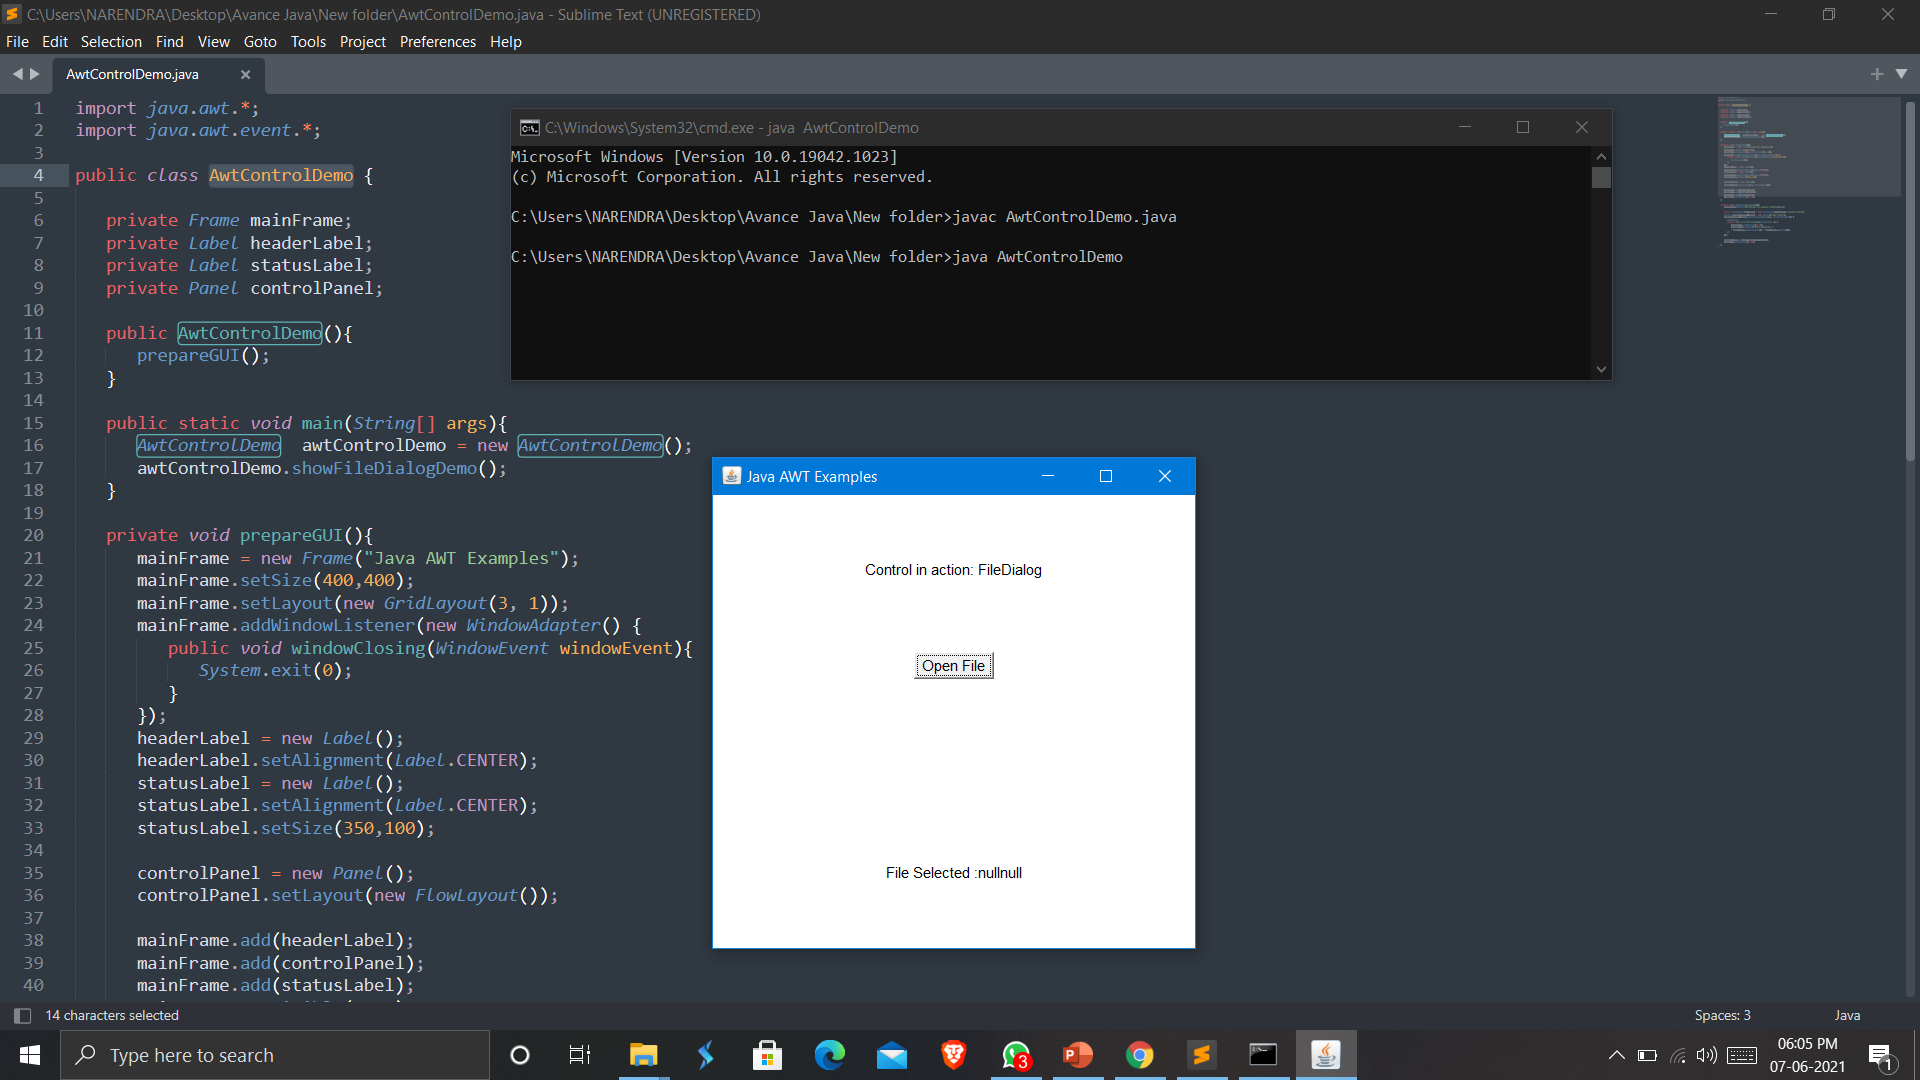 C:\Users\NARENDRA\Desktop\Avance Java\New folder\AwtControlDemo.java - Sublime Text (UNREGISTERED)
File Edit Selection Find View Goto Tools Project Preferences Help
AwtControlDemo.java
1 import java.awt.*;
2 import java.awt.event.*;
3
4 public class AwtControlDemo {
5
6 private Frame mainFrame;
7 private Label headerLabel;
8 private Label statusLabel;
9 private Panel controlPanel;
10
11 public AwtControlDemo(){
12 prepareGUI();
13 }
14
15 public static void main(String[] args){
16 AwtControlDemo  awtControlDemo = new AwtControlDemo();
17 awtControlDemo.showFileDialogDemo();
18 }
19
20 private void prepareGUI(){
21 mainFrame = new Frame("Java AWT Examples");
22 mainFrame.setSize(400,400);
23 mainFrame.setLayout(new GridLayout(3, 1));
24 mainFrame.addWindowListener(new WindowAdapter() {
25 public void windowClosing(WindowEvent windowEvent){
26 System.exit(0);
27 }
28 });
29 headerLabel = new Label();
30 headerLabel.setAlignment(Label.CENTER);
31 statusLabel = new Label();
32 statusLabel.setAlignment(Label.CENTER);
33 statusLabel.setSize(350,100);
34
35 controlPanel = new Panel();
36 controlPanel.setLayout(new FlowLayout());
37
38 mainFrame.add(headerLabel);
39 mainFrame.add(controlPanel);
40 mainFrame.add(statusLabel);
C:\Windows\System32\cmd.exe - java  AwtControlDemo
Microsoft Windows [Version 10.0.19042.1023]
(c) Microsoft Corporation. All rights reserved.
C:\Users\NARENDRA\Desktop\Avance Java\New folder>javac AwtControlDemo.java
C:\Users\NARENDRA\Desktop\Avance Java\New folder>java AwtControlDemo
Java AWT Examples
Control in action: FileDialog
Open File
File Selected :nullnull
14 characters selected
Spaces: 3
Java
Type here to search
3
06:05 PM
07-06-2021
1